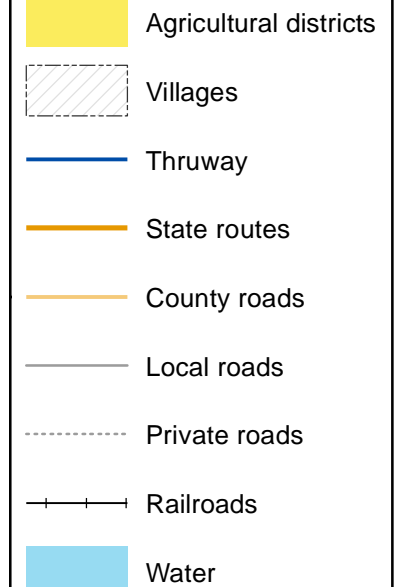 Agricultural districts
Villages
Thruway
State routes
County roads
Local roads
Private roads
Railroads
Water